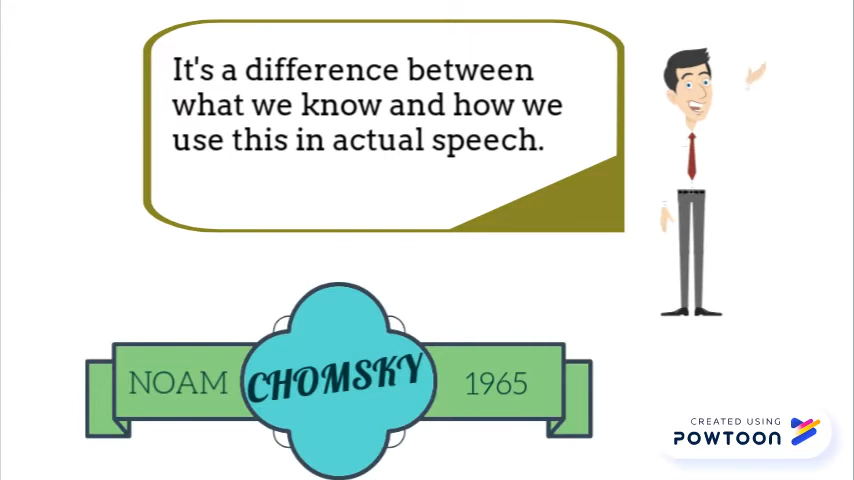 It's a difference between
what we know and how we
use this in actual speech.
NOAM CHOMSKY 1965
CREATED USING
POWTOON